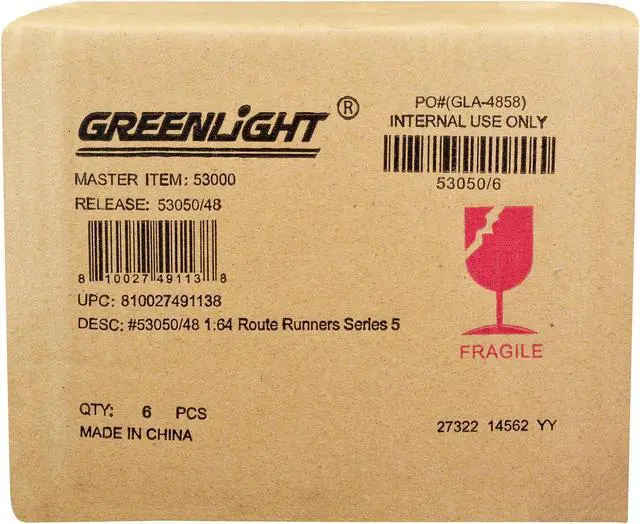 GREENLIGHT ®
PO#(GLA-4858)
INTERNAL USE ONLY
53050/6
MASTER ITEM: 53000
RELEASE: 53050/48
8 10027 49113 8
UPC: 810027491138
DESC: #53050/48 1:64 Route Runners Series 5
FRAGILE
QTY: 6 PCS
MADE IN CHINA
27322 14562 YY